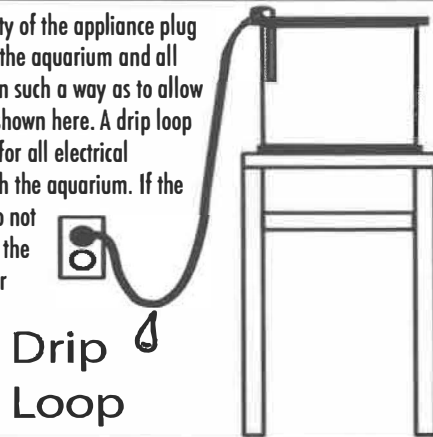 ty of the appliance plug
the aquarium and all
n such a way as to allow
shown here. A drip loop
for all electrical
h the aquarium. If the
o not
the
r
Drip
Loop